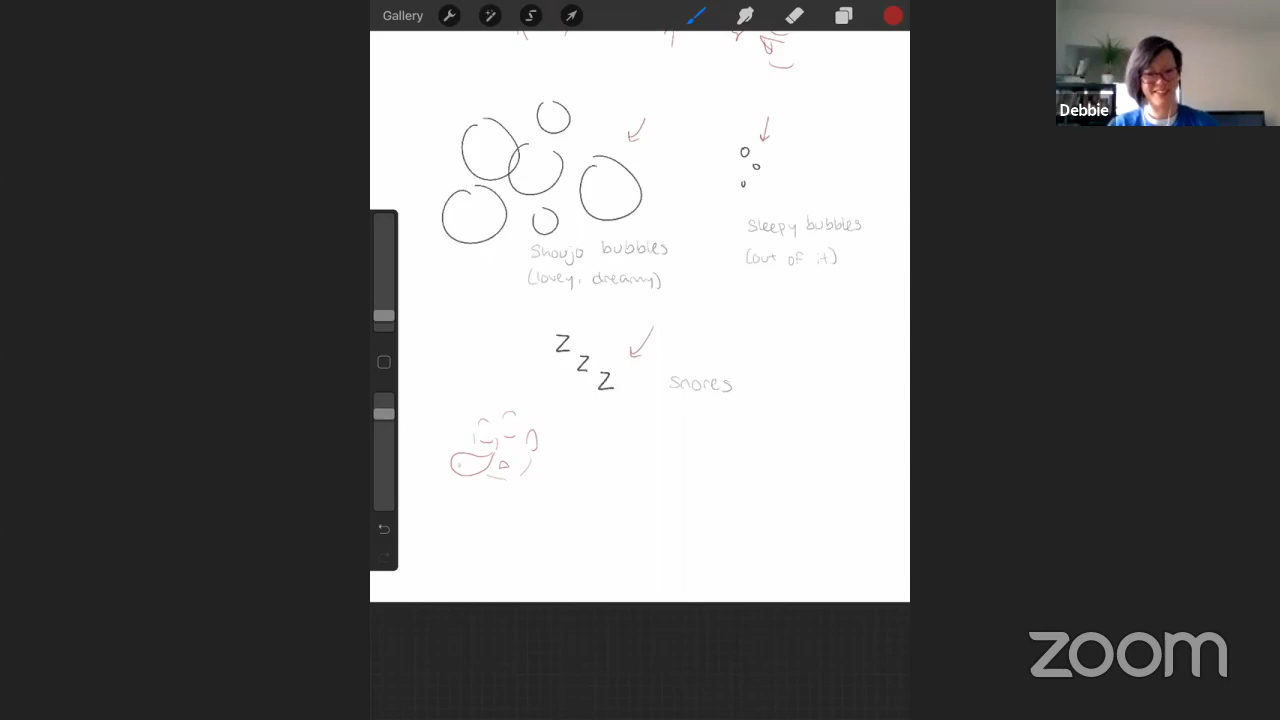 Gallery
Debbie
Shoujo bubbles
(lovey, dreamy)
Sleepy bubbles
(out of it)
Z
Z
Z
snores
zoom